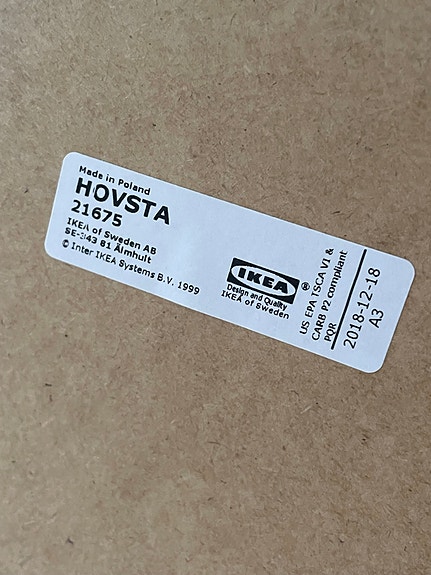 Made in Poland
HOVSTA
21675
IKEA of Sweden AB
SE-343 81 Älmhult
© Inter IKEA Systems B.V. 1999
IKEA®
Design and Quality
IKEA of Sweden
US EPA TSCA VI &
CARB P2 compliant
PQR
2018-12-18
A3